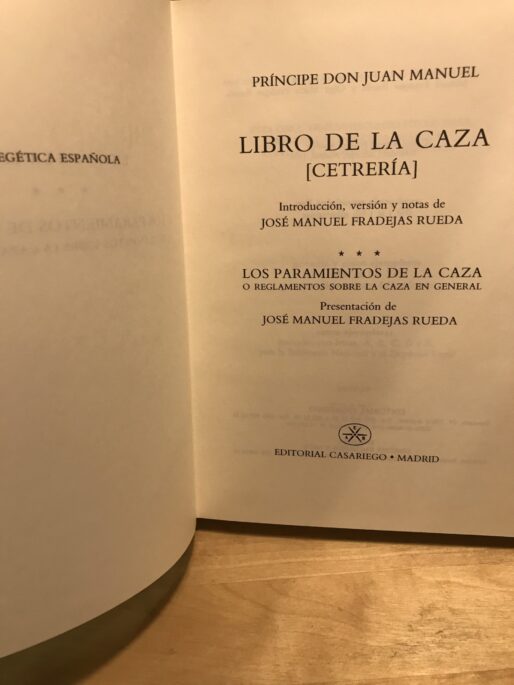 EGÉTICA ESPAÑOLA
PRÍNCIPE DON JUAN MANUEL
LIBRO DE LA CAZA
[CETRERÍA]
Introducción, versión y notas de
JOSÉ MANUEL FRADEJAS RUEDA
* * *
LOS PARAMIENTOS DE LA CAZA
O REGLAMENTOS SOBRE LA CAZA EN GENERAL
Presentación de
JOSÉ MANUEL FRADEJAS RUEDA
EDITORIAL CASARIEGO • MADRID